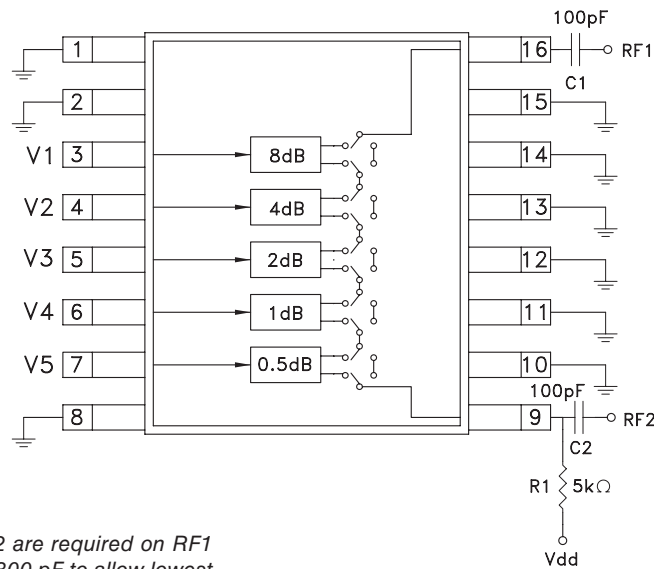 100pF
1 16 RF1
C1
2 15
V1 3 8dB 14
V2 4 4dB 13
V3 5 2dB 12
V4 6 1dB 11
V5 7 0.5dB 10
100pF
8 9 RF2
C2
R1 5kΩ
2 are required on RF1
Vdd
300 pF to allow lowest